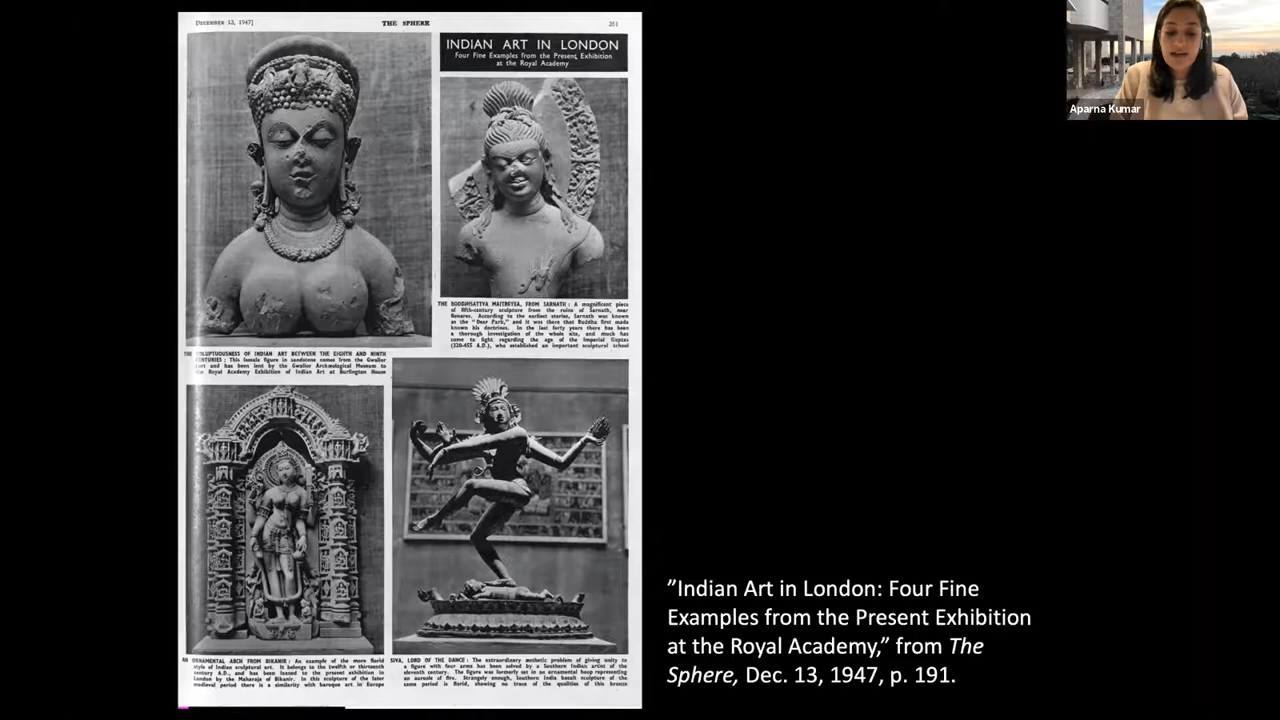 DECEMBER 13, 1947]
THE SPHERE
INDIAN ART IN LONDON
Four Fine Examples from the Present Exhibition
at the Royal Academy
THE BODDHISATTVA MAITREYEA, FROM SARNATH : A magnificent piece
of fifth-century sculpture from the ruins of Sarnath, near
Benares. According to the earliest stories, Sarnath was known
as the "Deer Park," and it was there that Buddha first made
known his doctrines. In the last forty years there has been
a thorough investigation of the whole site, and much has
come to light regarding the age of the Imperial Guptas
(320-455 A.D.), who established an important sculptural school
THE VOLUPTUOUSNESS OF INDIAN ART BETWEEN THE EIGHTH AND NINTH
CENTURIES : This female figure in sandstone comes from the Gwalior
Fort and has been lent by the Gwalior Archæological Museum to
the Royal Academy Exhibition of Indian Art at Burlington House
AN ORNAMENTAL ARCH FROM BIKANIR : An example of the more florid
style of Indian sculptural art. It belongs to the twelfth or thirteenth
century A.D., and has been loaned to the present exhibition in
London by the Maharaja of Bikanir. In this sculpture of the later
mediæval period there is a similarity with baroque art in Europe
SIVA, LORD OF THE DANCE : The extraordinary æsthetic problem of giving unity to
a figure with four arms has been solved by a Southern Indian artist of the
eleventh century. The figure was formerly set in an ornamental hoop representing
an aureole of fire. Strangely enough, Southern India basalt sculpture of the
same period is florid, showing no trace of the qualities of this bronze
"Indian Art in London: Four Fine
Examples from the Present Exhibition
at the Royal Academy,” from The
Sphere, Dec. 13, 1947, p. 191.
Aparna Kumar